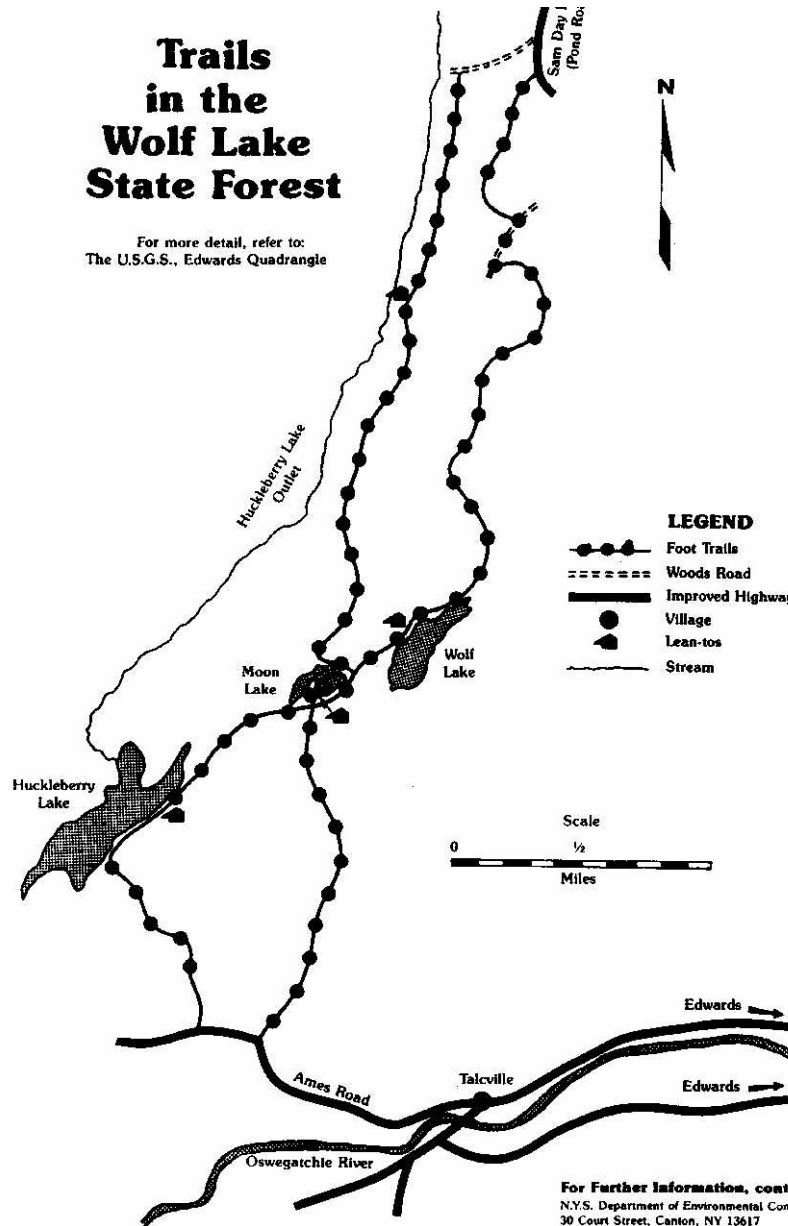 Trails
in the
Wolf Lake
State Forest
For more detail, refer to:
The U.S.G.S., Edwards Quadrangle
Sam Day
(Pond Roa
N
Huckleberry Lake
Outlet
LEGEND
Foot Trails
Woods Road
Improved Highway
Village
Lean-tos
Stream
Wolf
Lake
Moon
Lake
Huckleberry
Lake
Scale
0 ½
Miles
Edwards
Talcville
Ames Road
Edwards
Oswegatchie River
For Further Information, cont
N.Y.S. Department of Environmental Con
30 Court Street, Canton, NY 13617